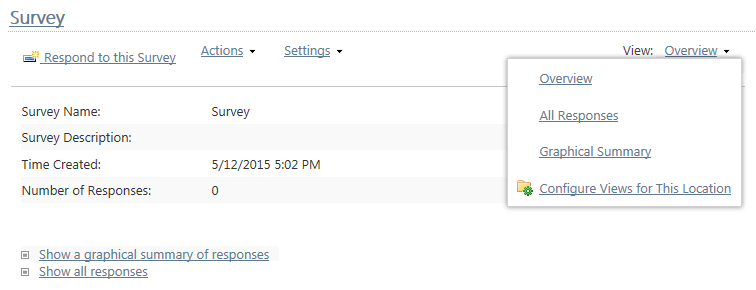 Survey
Respond to this Survey Actions Settings View: Overview
Overview
All Responses
Graphical Summary
Configure Views for This Location
Survey Name: Survey
Survey Description:
Time Created: 5/12/2015 5:02 PM
Number of Responses: 0
Show a graphical summary of responses
Show all responses